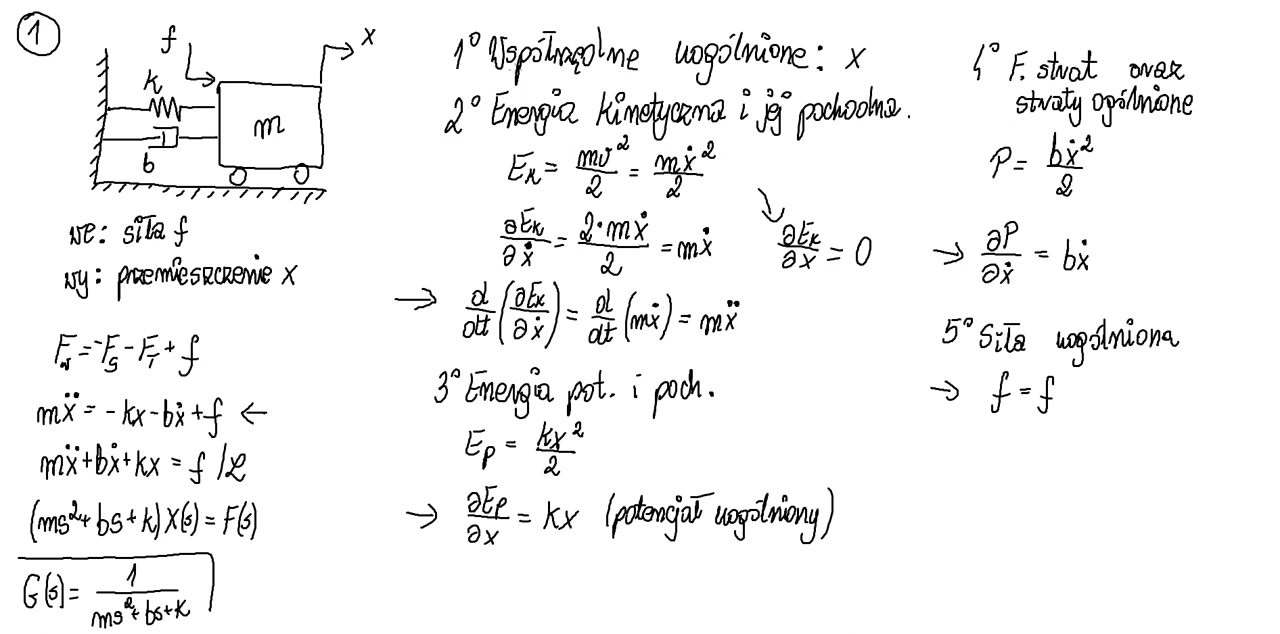 1
f
x
k
m
b
we: siła f
wy: przemieszczenie x
F_w = -F_S - F_T + f
mẍ = -kx - bẋ + f ←
mẍ + bẋ + kx = f /ℒ
(ms² + bs + k) X(s) = F(s)
G(s) = 1/(ms² + bs + k)
1° Współrzędne uogólnione: x
2° Energia kinetyczna i jej pochodna.
E_k = mv²/2 = mẋ²/2
∂E_k/∂ẋ = 2·mẋ/2 = mẋ ↘ ∂E_k/∂x = 0
→ d/dt (∂E_k/∂ẋ) = d/dt (mẋ) = mẍ
3° Energia pot. i poch.
E_p = kx²/2
→ ∂E_p/∂x = kx (potencjał uogólniony)
4° F. strat oraz
straty ogólnione
P = bẋ²/2
→ ∂P/∂ẋ = bẋ
5° Siła uogólniona
→ f = f